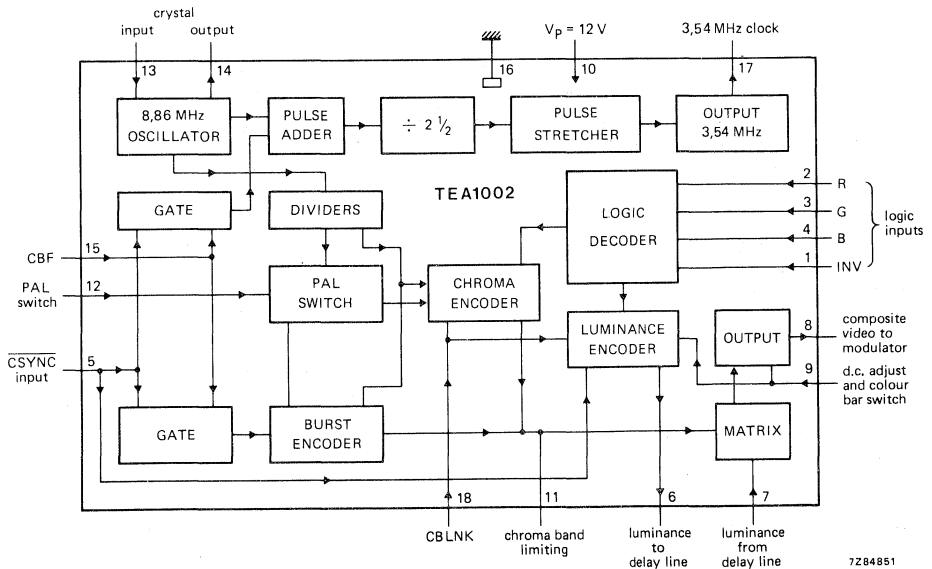 crystal
input output
13 14
16
V_P = 12 V
10
3,54 MHz clock
17
8,86 MHz
OSCILLATOR
PULSE
ADDER
÷ 2 ½
PULSE
STRETCHER
OUTPUT
3,54 MHz
TEA1002
GATE
DIVIDERS
LOGIC
DECODER
2 R
3 G
4 B
1 INV
logic
inputs
15
CBF
PAL
switch
12
PAL
SWITCH
CHROMA
ENCODER
LUMINANCE
ENCODER
OUTPUT
8
composite
video to
modulator
9
d.c. adjust
and colour
bar switch
CSYNC
input
5
GATE
BURST
ENCODER
MATRIX
18
11
6
7
CBLNK
chroma band
limiting
luminance
to
delay line
luminance
from
delay line
7Z84851